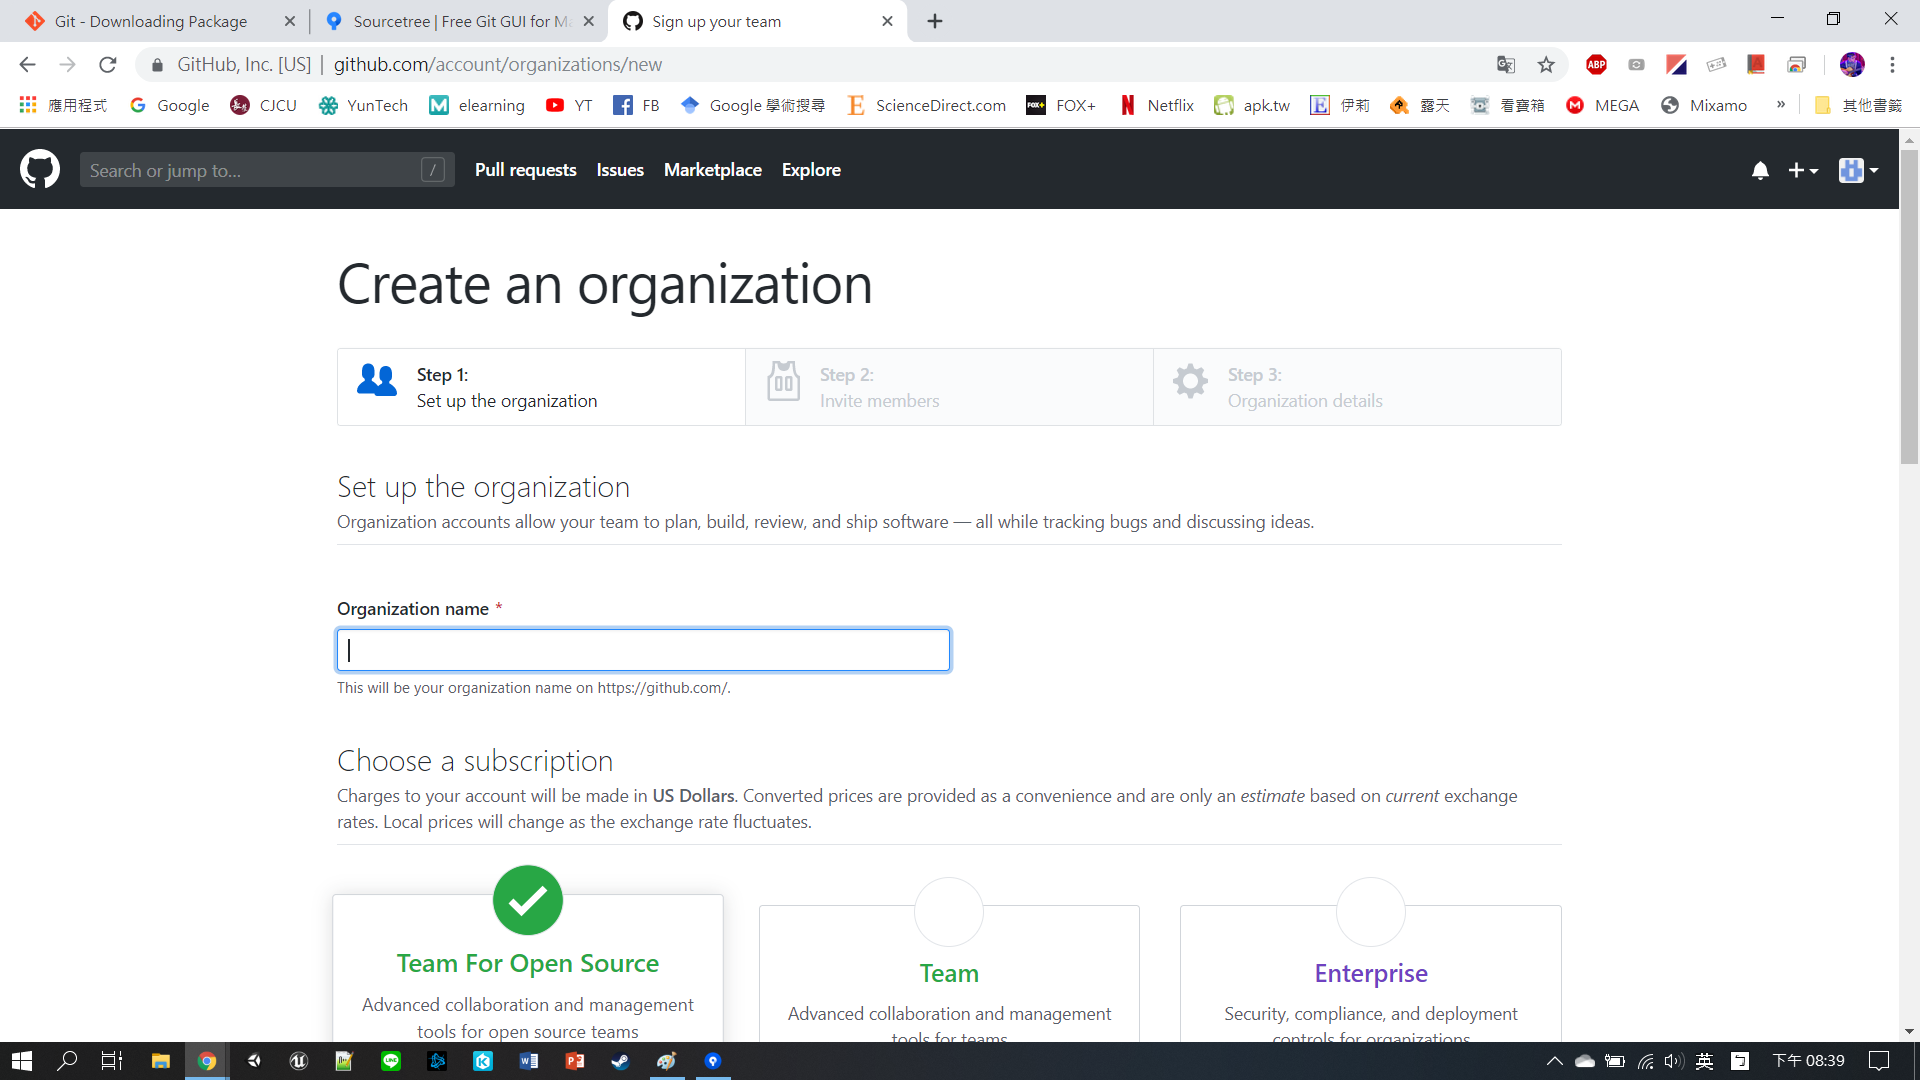 Git - Downloading Package
Sourcetree | Free Git GUI for Ma
Sign up your team
GitHub, Inc. [US] | github.com/account/organizations/new
ABP
應用程式
Google
CJCU
YunTech
elearning
YT
FB
Google 學術搜尋
ScienceDirect.com
FOX+
Netflix
apk.tw
伊莉
露天
看寶箱
MEGA
Mixamo
»
其他書籤
Search or jump to...
/
Pull requests
Issues
Marketplace
Explore
Create an organization
Step 1:
Set up the organization
Step 2:
Invite members
Step 3:
Organization details
Set up the organization
Organization accounts allow your team to plan, build, review, and ship software — all while tracking bugs and discussing ideas.
Organization name *
This will be your organization name on https://github.com/.
Choose a subscription
Charges to your account will be made in US Dollars. Converted prices are provided as a convenience and are only an estimate based on current exchange
rates. Local prices will change as the exchange rate fluctuates.
Team For Open Source
Advanced collaboration and management
tools for open source teams
Team
Advanced collaboration and management
tools for teams
Enterprise
Security, compliance, and deployment
controls for organizations
英
ㄅ
下午 08:39